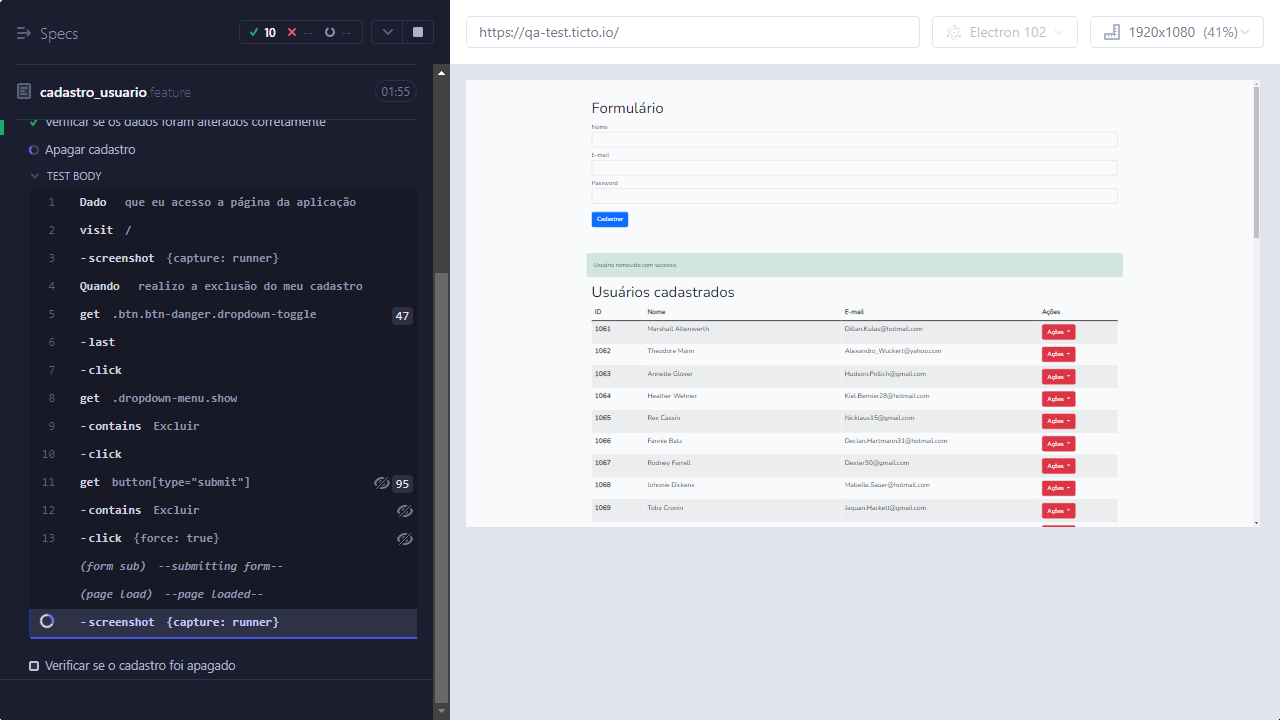 Specs
10
--
--
cadastro_usuario.feature
01:55
Verificar se os dados foram alterados corretamente
Apagar cadastro
TEST BODY
1 Dado que eu acesso a página da aplicação
2 visit /
3 -screenshot {capture: runner}
4 Quando realizo a exclusão do meu cadastro
5 get .btn.btn-danger.dropdown-toggle 47
6 -last
7 -click
8 get .dropdown-menu.show
9 -contains Excluir
10 -click
11 get button[type="submit"] 95
12 -contains Excluir
13 -click {force: true}
(form sub) --submitting form--
(page load) --page loaded--
-screenshot {capture: runner}
Verificar se o cadastro foi apagado
https://qa-test.ticto.io/
Electron 102
1920x1080 (41%)
Formulário
Nome
E-mail
Password
Cadastrar
Usuário removido com sucesso.
Usuários cadastrados
ID Nome E-mail Ações
1061 Marshall Altenwerth Dillan.Kulas@hotmail.com Ações
1062 Theodore Mann Alexandro_Wuckert@yahoo.com Ações
1063 Annette Glover Hudson.Pollich@gmail.com Ações
1064 Heather Wehner Kiel.Bernier28@hotmail.com Ações
1065 Rex Cassin Nicklaus15@gmail.com Ações
1066 Fannie Batz Declan.Hartmann31@hotmail.com Ações
1067 Rodney Farrell Dexter90@gmail.com Ações
1068 Johnnie Dickens Mabelle.Sauer@hotmail.com Ações
1069 Toby Cronin Jaquan.Hackett@gmail.com Ações